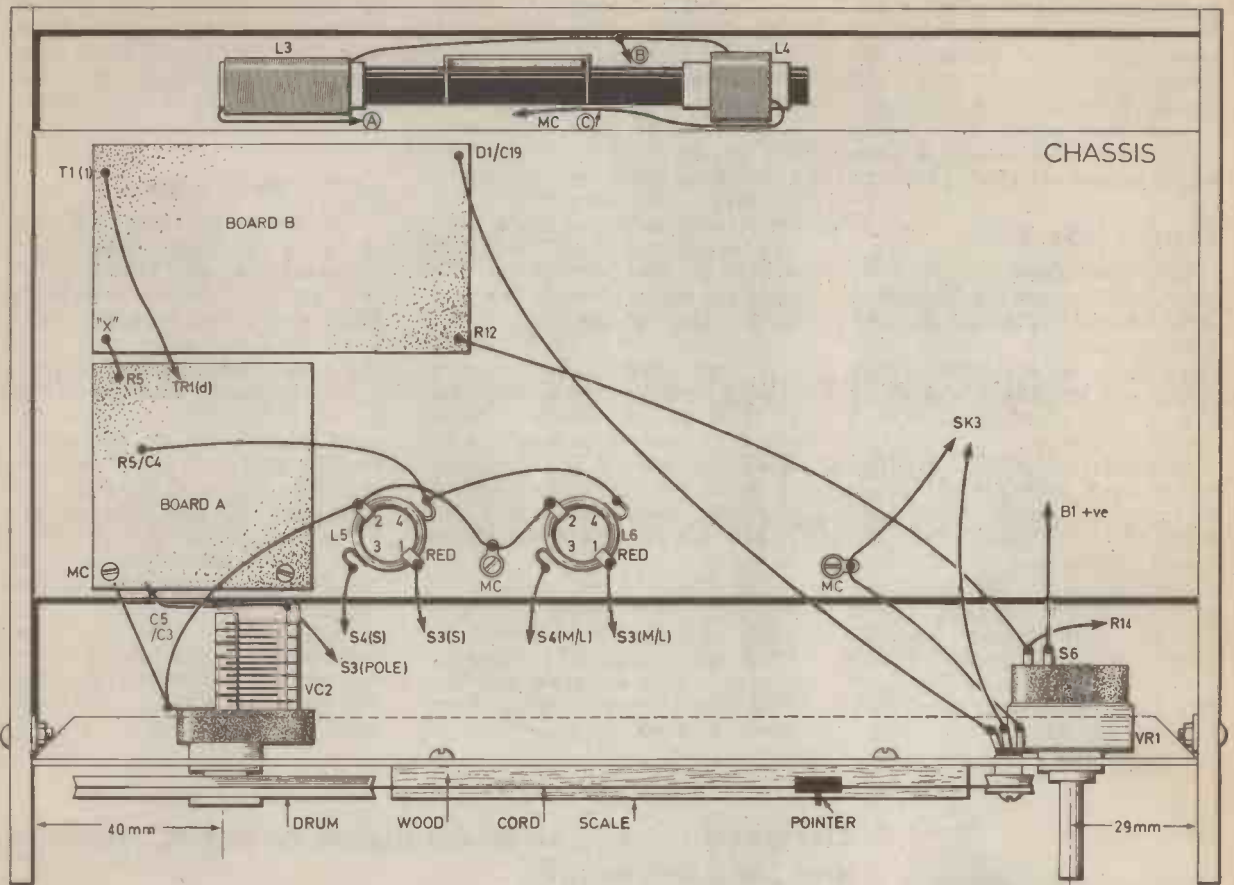 L3
B
L4
A
MC
C
CHASSIS
T1(1)
D1/C19
BOARD B
"X"
R12
R5
TR1(d)
R5/C4
SK3
BOARD A
B1 +ve
2 4
3 1
L5
RED
2 4
3 1
L6
RED
MC
MC
MC
C5
/C3
S4(S)
S3(S)
S4(M/L)
S3(M/L)
S3(POLE)
R14
S6
VC2
VR1
40mm
DRUM
WOOD
CORD
SCALE
POINTER
29mm